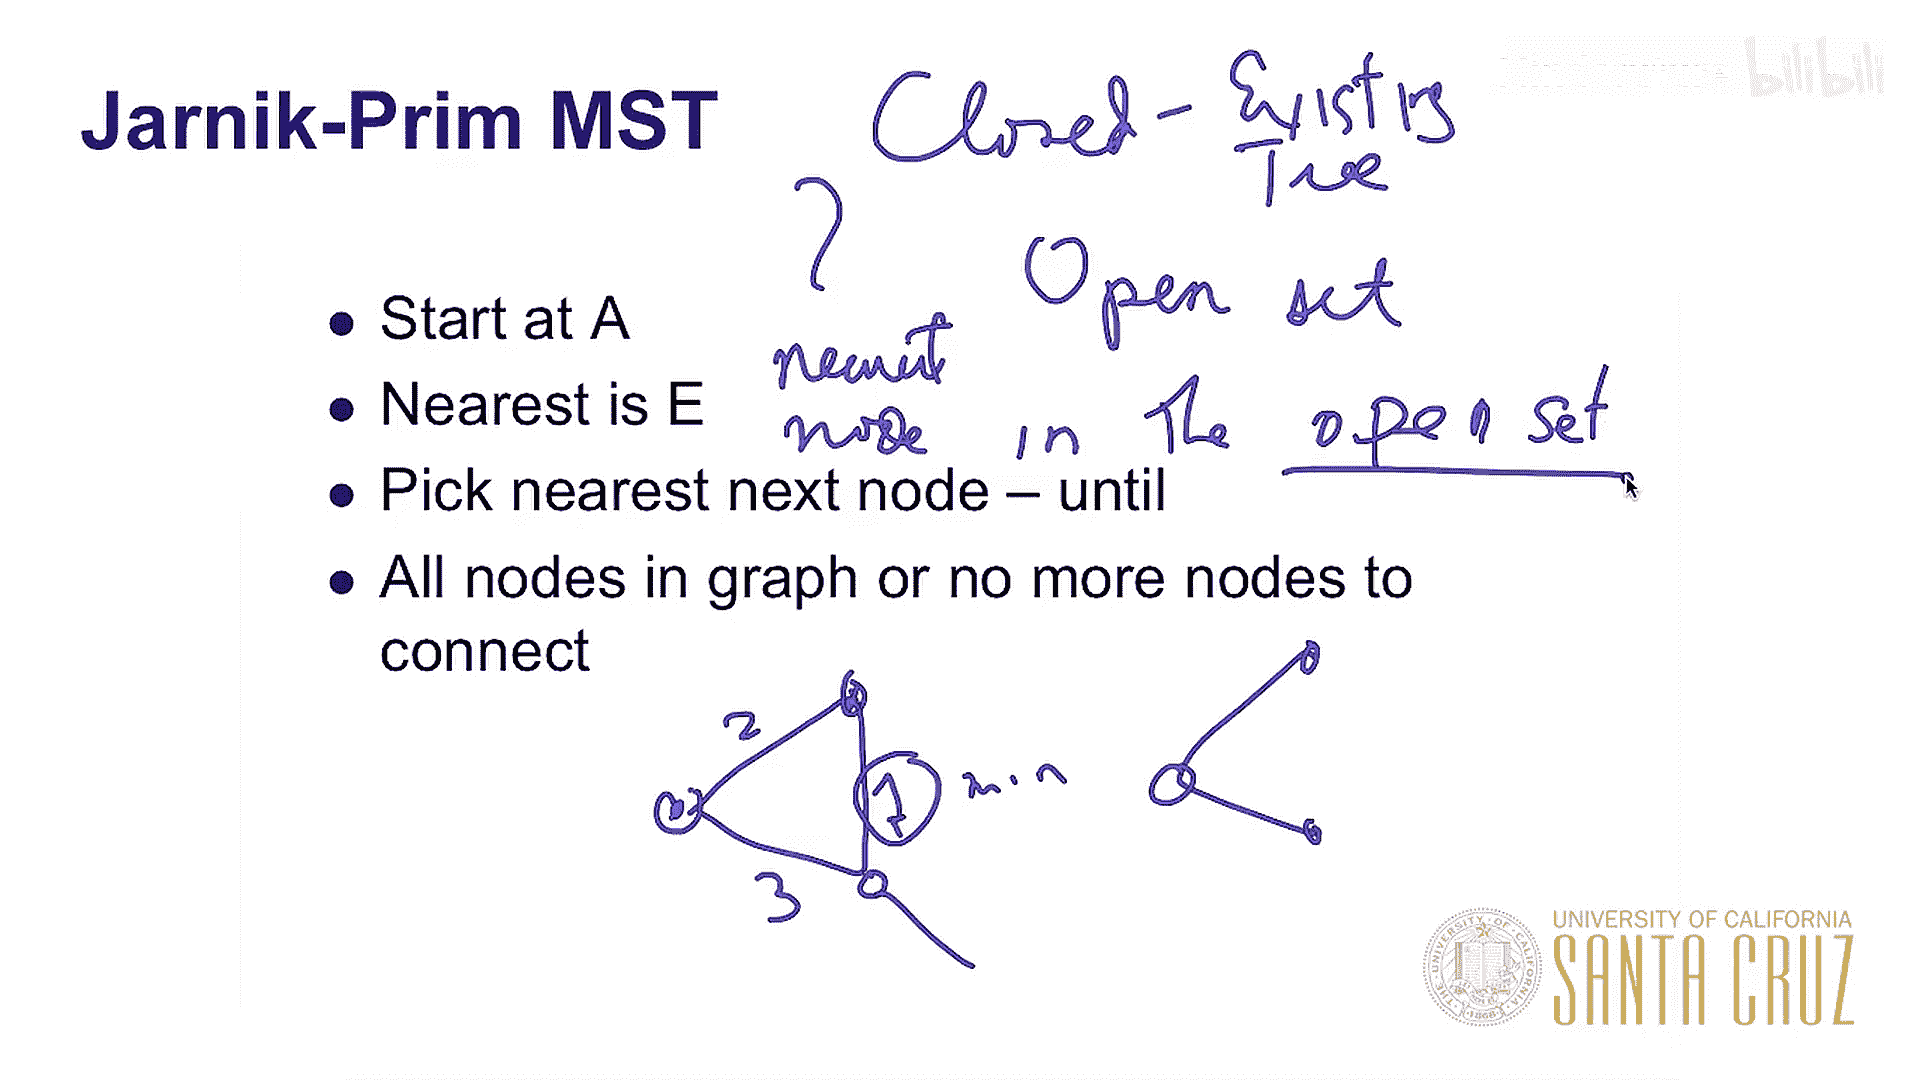 Jarnik-Prim MST
Closed - Existing
Tree
Open set
Start at A
nearest
Nearest is E
node in the open set
Pick nearest next node – until
All nodes in graph or no more nodes to
connect
2
1
min
3
UNIVERSITY OF CALIFORNIA
SANTA CRUZ
bilibili